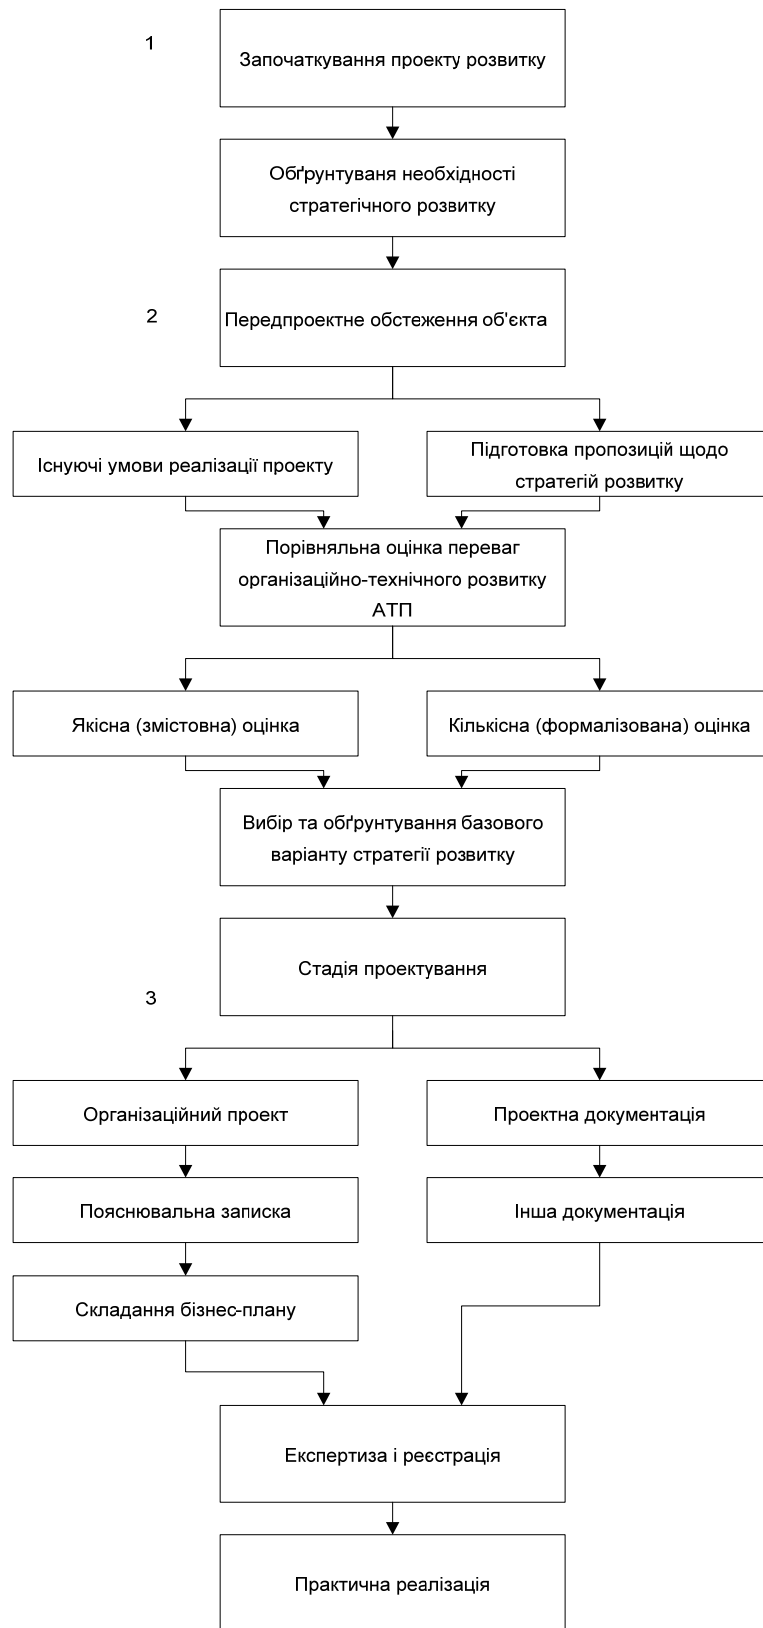 1
Започаткування проекту розвитку
Обґрунтуваня необхідності
стратегічного розвитку
2
Передпроектне обстеження об'єкта
Існуючі умови реалізації проекту
Підготовка пропозицій щодо
стратегій розвитку
Порівняльна оцінка переваг
організаційно-технічного розвитку
АТП
Якісна (змістовна) оцінка
Кількісна (формалізована) оцінка
Вибір та обґрунтування базового
варіанту стратегії розвитку
Стадія проектування
3
Організаційний проект
Проектна документація
Пояснювальна записка
Інша документація
Складання бізнес-плану
Експертиза і реєстрація
Практична реалізація